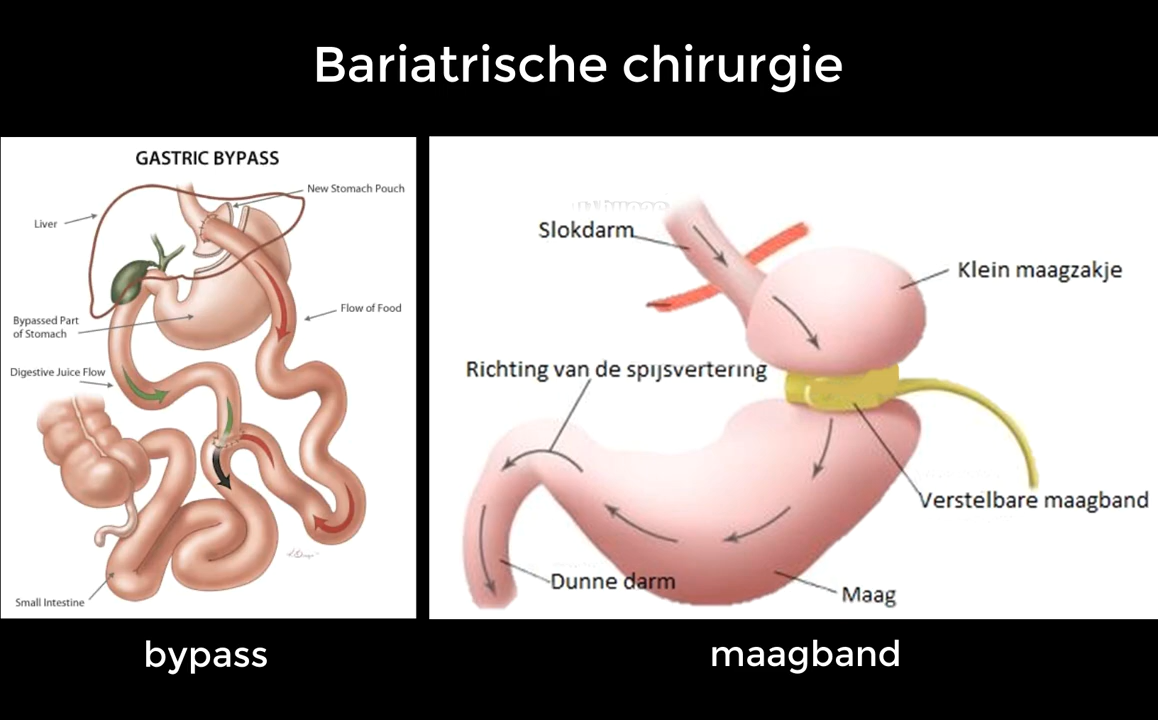 Bariatrische chirurgie
GASTRIC BYPASS
New Stomach Pouch
Liver
Flow of Food
Bypassed Part
of Stomach
Digestive Juice Flow
Small Intestine
Slokdarm
Klein maagzakje
Richting van de spijsvertering
Verstelbare maagband
Dunne darm
Maag
bypass
maagband